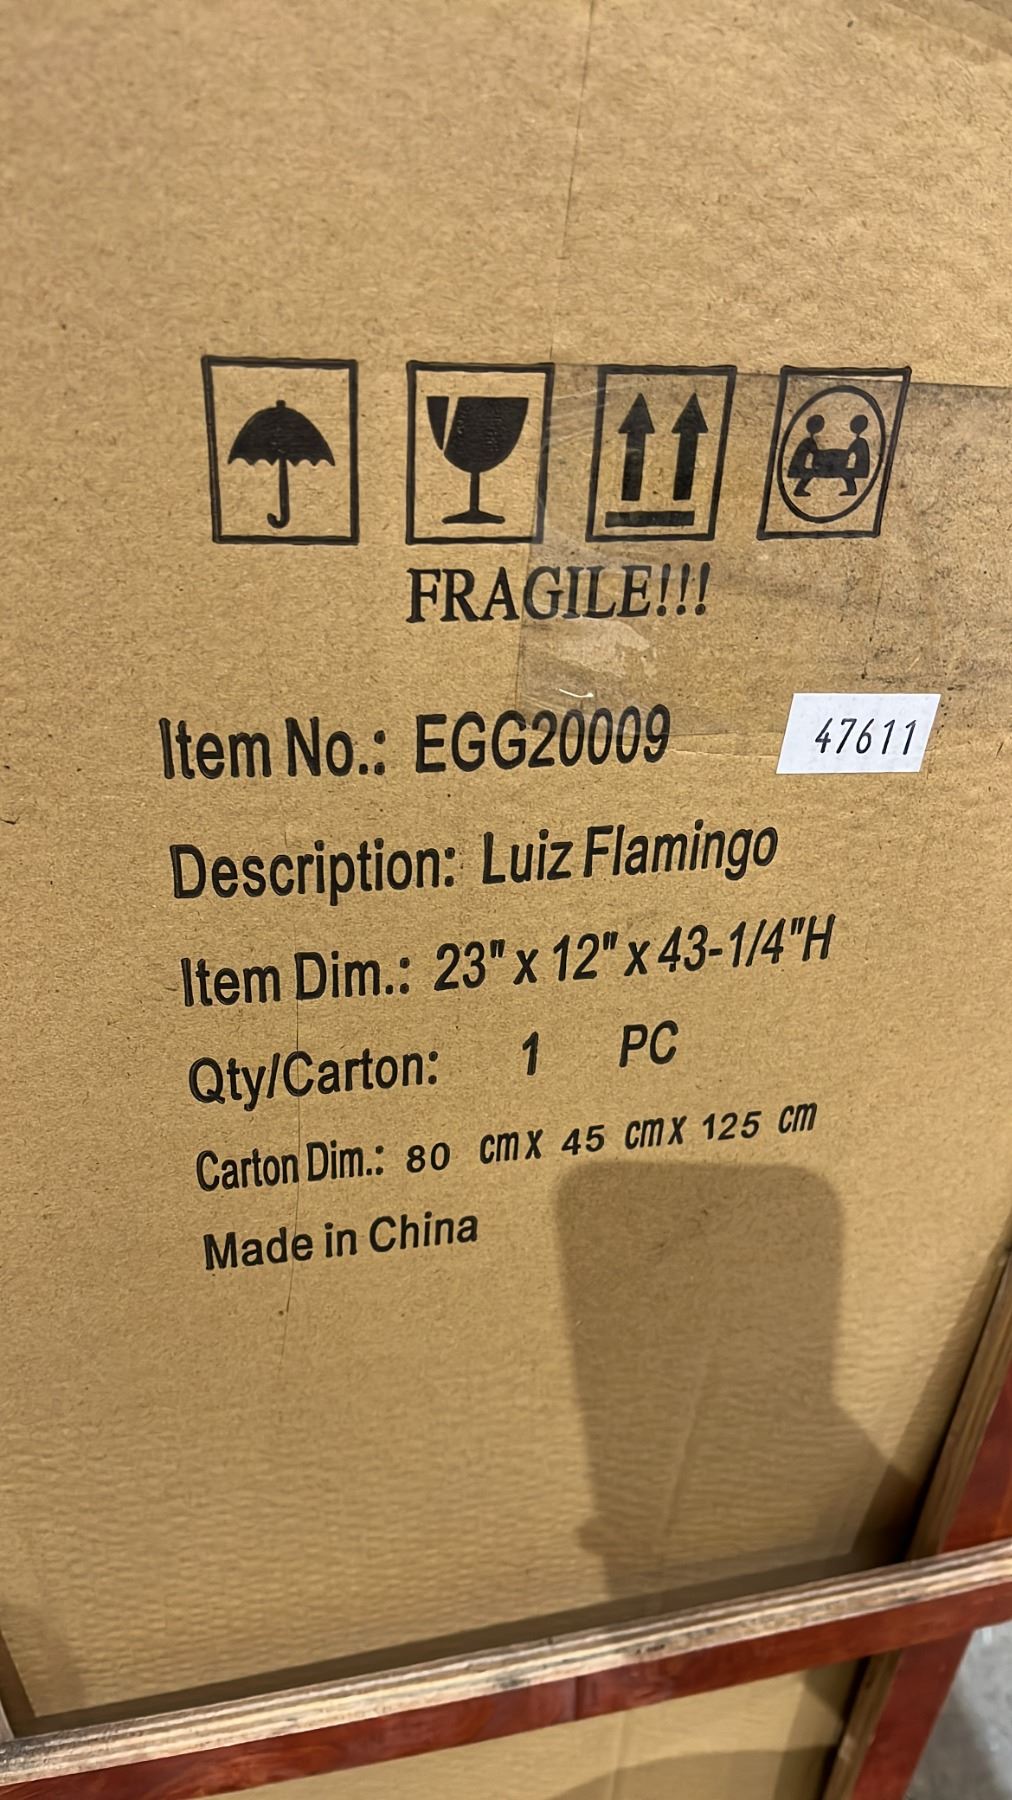 FRAGILE!!!
Item No.: EGG20009
47611
Description: Luiz Flamingo
Item Dim.: 23" x 12" x 43-1/4"H
Qty/Carton: 1 PC
Carton Dim.: 80 cm x 45 cm x 125 cm
Made in China